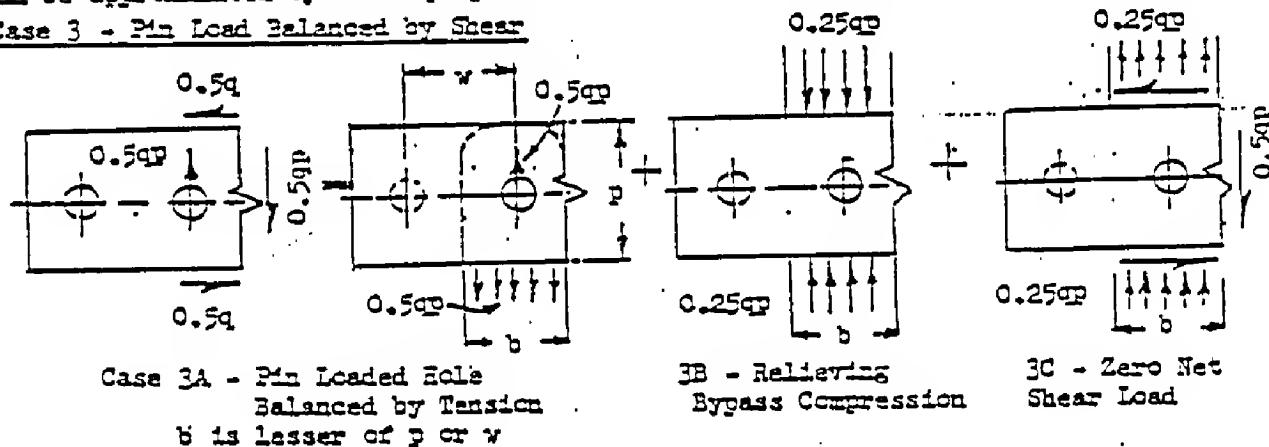 Case 3 - Pin Load Balanced by Shear
0.5q
0.5qp
0.5qp
0.5q
w
0.5qp
p
0.5qp
b
0.25qp
0.25qp
b
0.25qp
0.5qp
0.25qp
b
Case 3A - Pin Loaded Hole
Balanced by Tension
b is lesser of p or w
3B - Relieving
Bypass Compression
3C - Zero Net
Shear Load